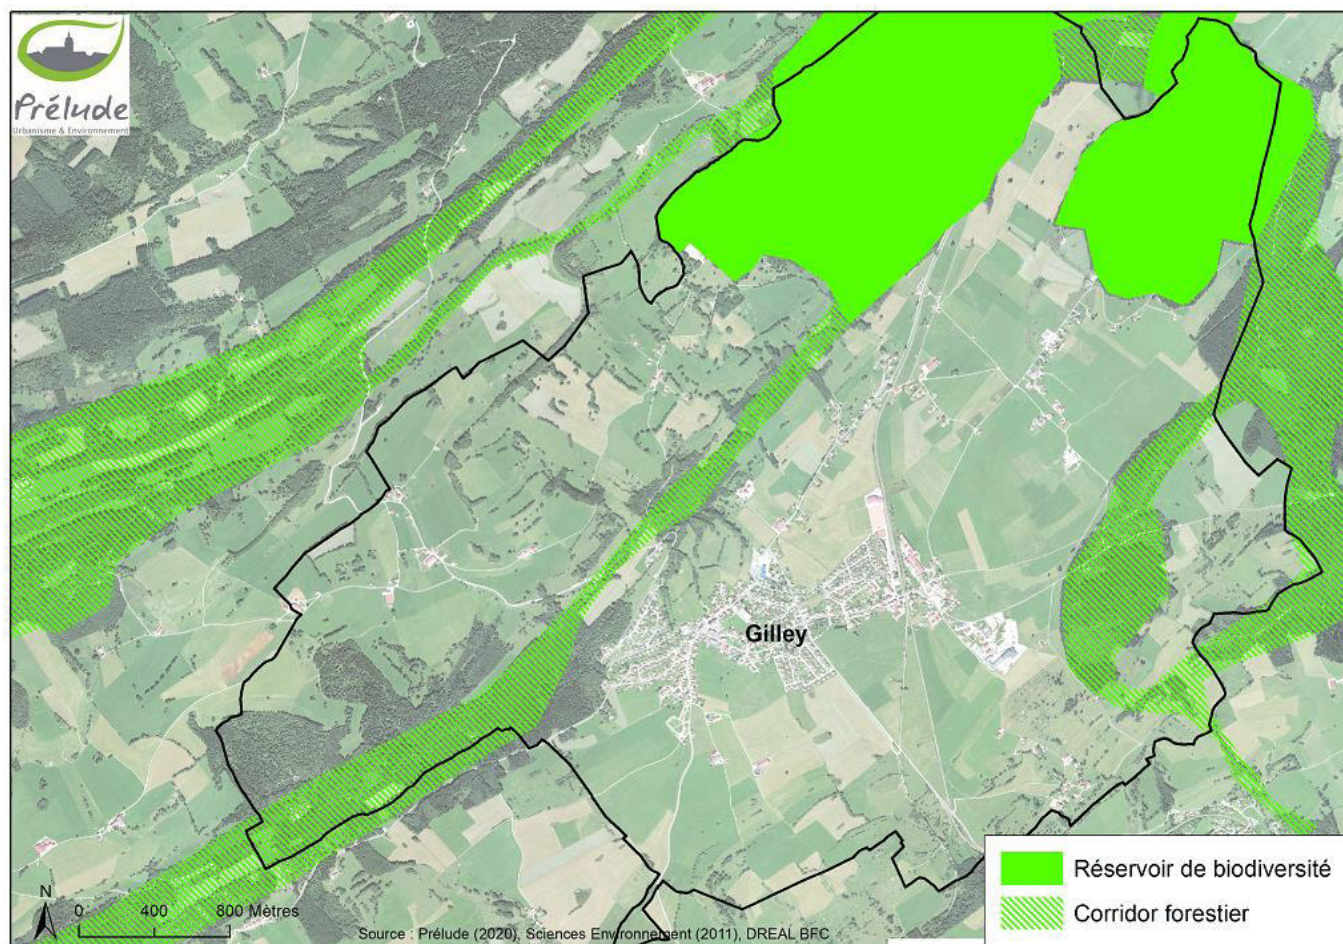 Prélude
Urbanisme & Environnement
Gilley
Réservoir de biodiversité
Corridor forestier
N
0 400 800 Mètres
Source : Prélude (2020), Sciences Environnement (2011), DREAL BFC